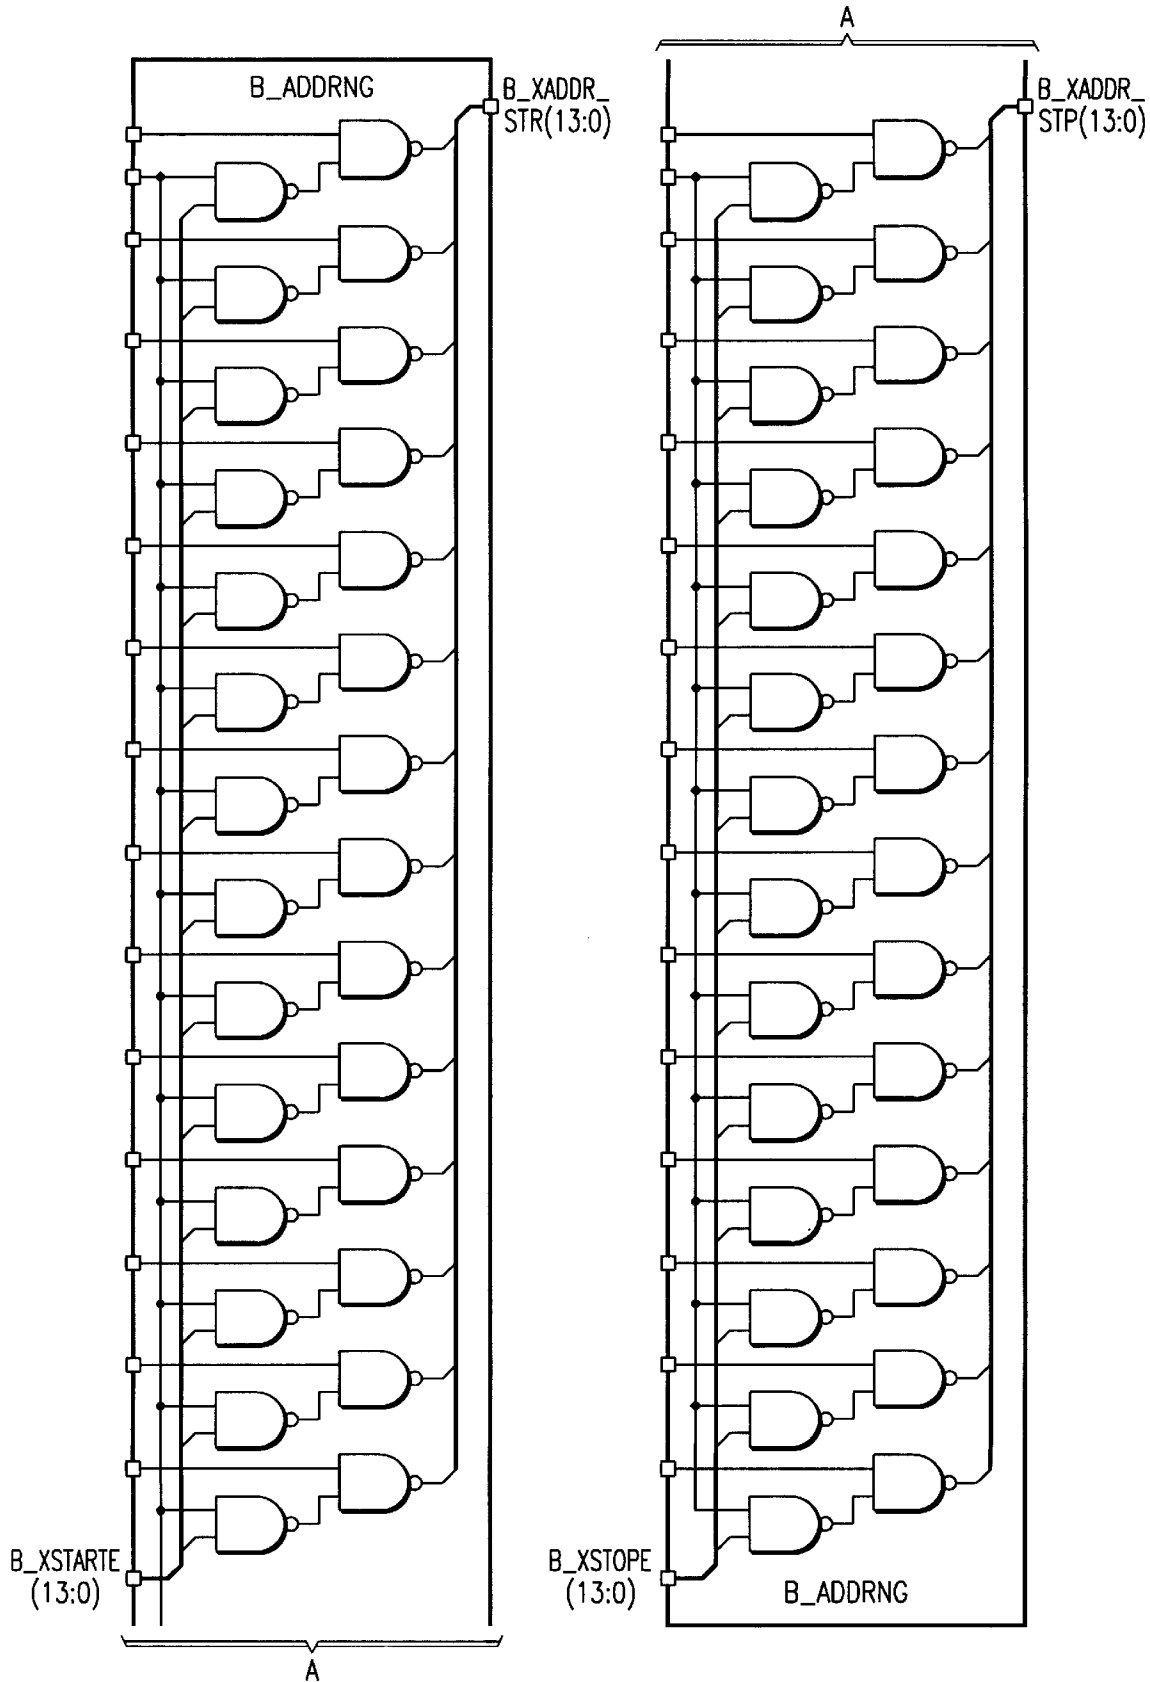 A
B_ADDRNG
B_XADDR_
STR(13:0)
B_XADDR_
STP(13:0)
B_XSTARTE
(13:0)
B_XSTOPE
(13:0)
B_ADDRNG
A